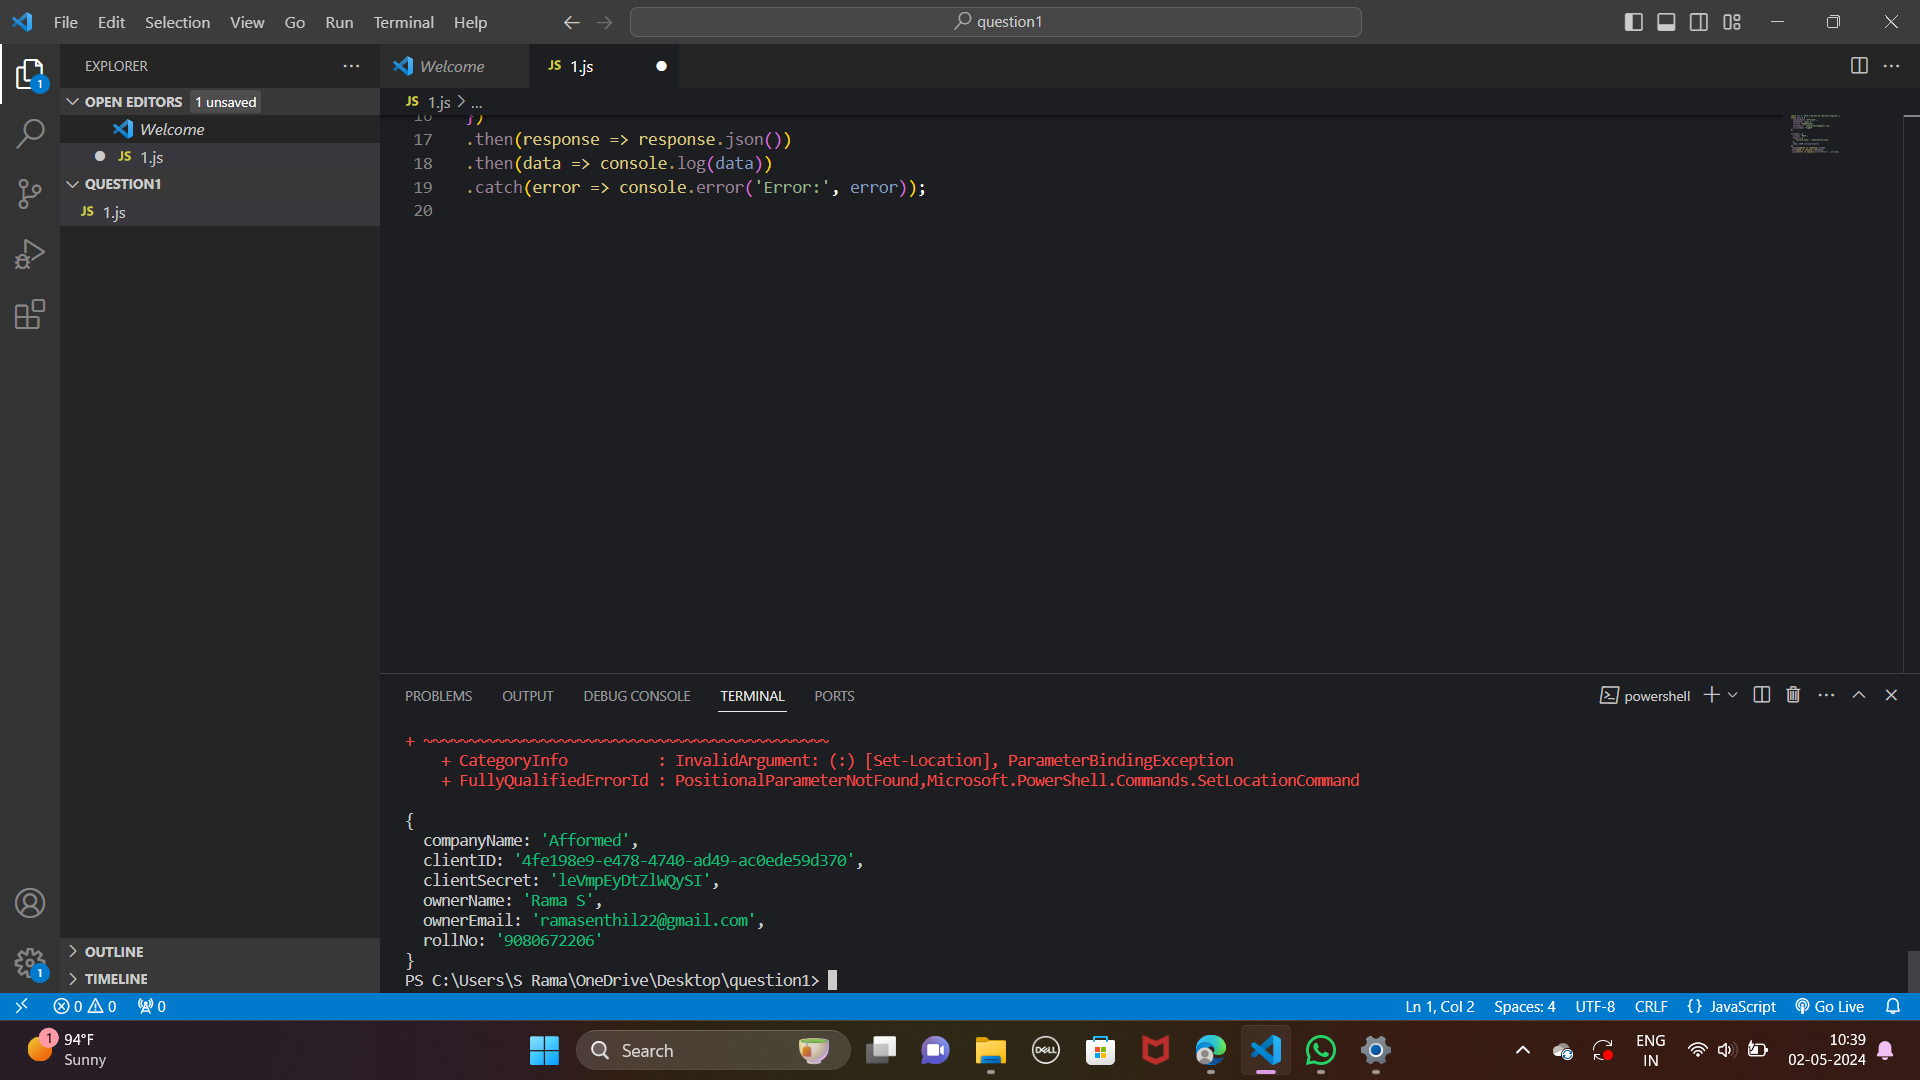 File Edit Selection View Go Run Terminal Help
question1
EXPLORER
OPEN EDITORS 1 unsaved
Welcome
JS 1.js
QUESTION1
JS 1.js
OUTLINE
TIMELINE
Welcome
JS 1.js
JS 1.js > ...
16 })
17 .then(response => response.json())
18 .then(data => console.log(data))
19 .catch(error => console.error('Error:', error));
20
PROBLEMS OUTPUT DEBUG CONSOLE TERMINAL PORTS
powershell
+ ~~~~~~~~~~~~~~~~~~~~~~~~~~~~~~~~~~~~~~~~~~~~~
+ CategoryInfo : InvalidArgument: (:) [Set-Location], ParameterBindingException
+ FullyQualifiedErrorId : PositionalParameterNotFound,Microsoft.PowerShell.Commands.SetLocationCommand
{
companyName: 'Afformed',
clientID: '4fe198e9-e478-4740-ad49-ac0ede59d370',
clientSecret: 'leVmpEyDtZlWQySI',
ownerName: 'Rama S',
ownerEmail: 'ramasenthil22@gmail.com',
rollNo: '9080672206'
}
PS C:\Users\S Rama\OneDrive\Desktop\question1>
1
1
0 0 0
Ln 1, Col 2 Spaces: 4 UTF-8 CRLF {} JavaScript Go Live
1
94°F
Sunny
Search
DELL
ENG
IN
10:39
02-05-2024